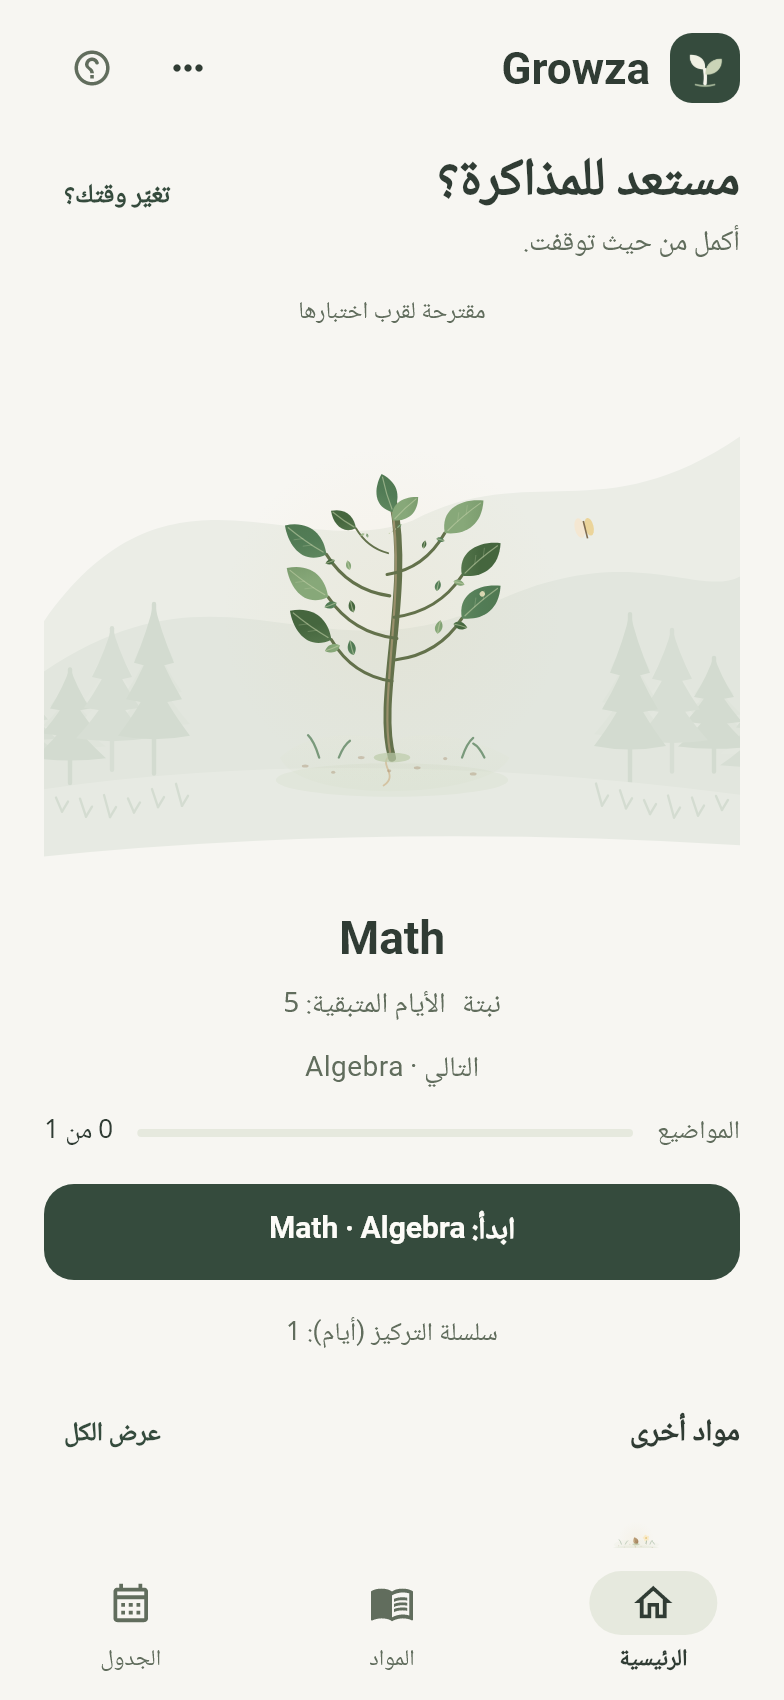 Growza
مستعد للمذاكرة؟
تغيّر وقتك؟
أكمل من حيث توقفت.
مقترحة لقرب اختبارها
Math
نبتة الأيام المتبقية: 5
التالي · Algebra
المواضيع
0 من 1
ابدأ: Math · Algebra
سلسلة التركيز (أيام): 1
مواد أخرى
عرض الكل
الرئيسية
المواد
الجدول